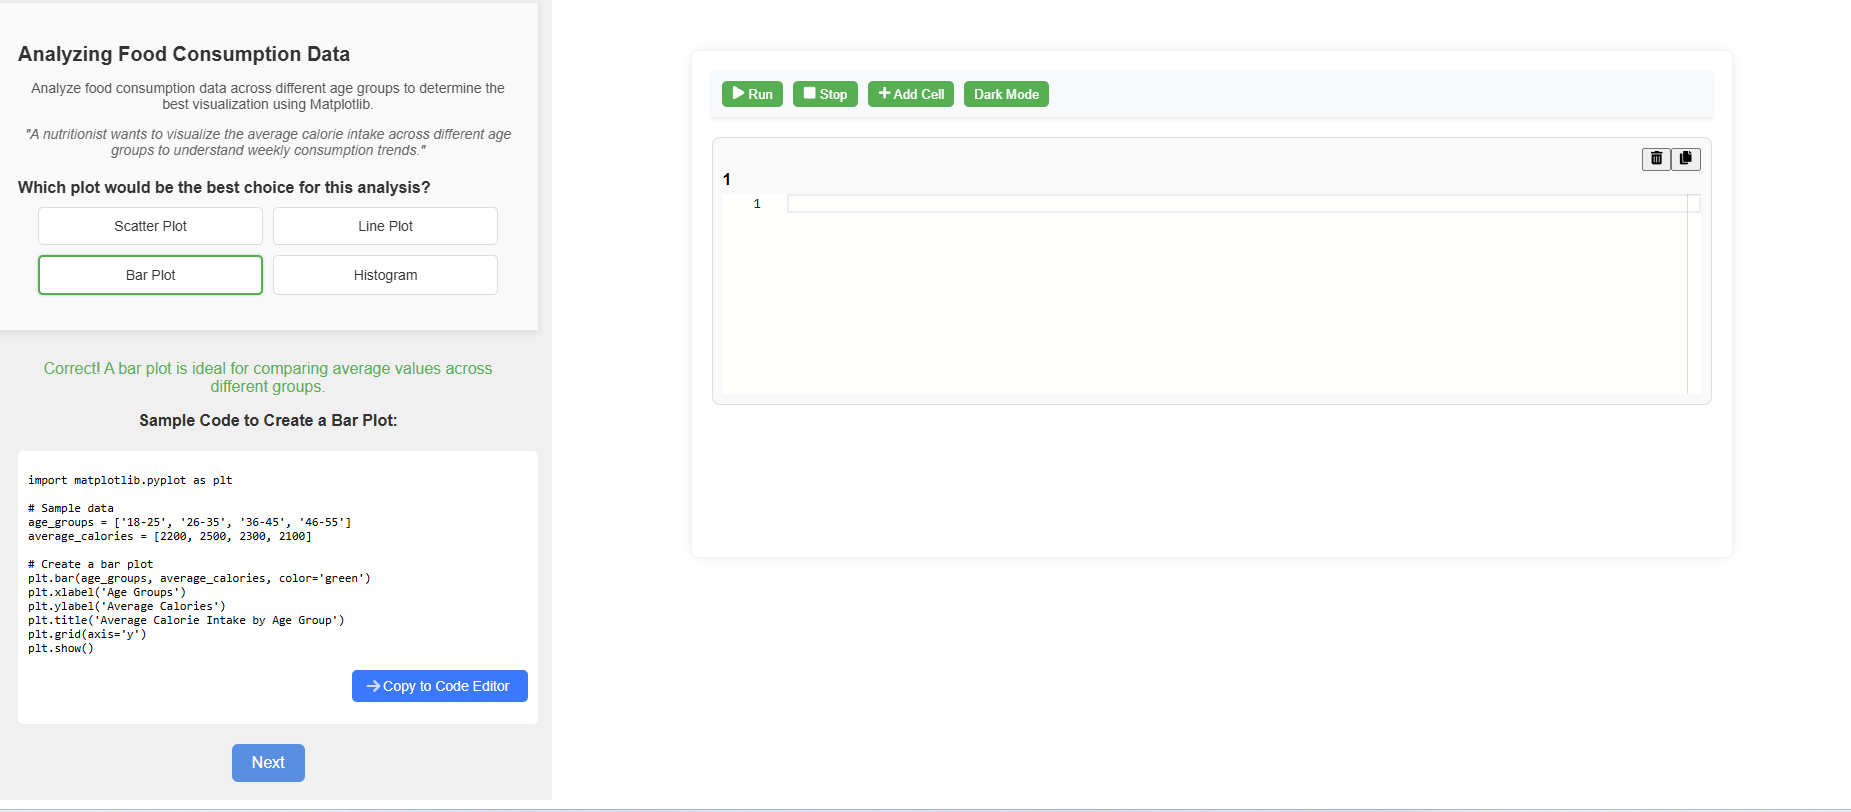 Analyzing Food Consumption Data
Analyze food consumption data across different age groups to determine the
best visualization using Matplotlib.
"A nutritionist wants to visualize the average calorie intake across different age
groups to understand weekly consumption trends."
Which plot would be the best choice for this analysis?
Scatter Plot
Line Plot
Bar Plot
Histogram
Correct! A bar plot is ideal for comparing average values across
different groups.
Sample Code to Create a Bar Plot:
import matplotlib.pyplot as plt
# Sample data
age_groups = ['18-25', '26-35', '36-45', '46-55']
average_calories = [2200, 2500, 2300, 2100]
# Create a bar plot
plt.bar(age_groups, average_calories, color='green')
plt.xlabel('Age Groups')
plt.ylabel('Average Calories')
plt.title('Average Calorie Intake by Age Group')
plt.grid(axis='y')
plt.show()
Copy to Code Editor
Next
Run
Stop
Add Cell
Dark Mode
1
1